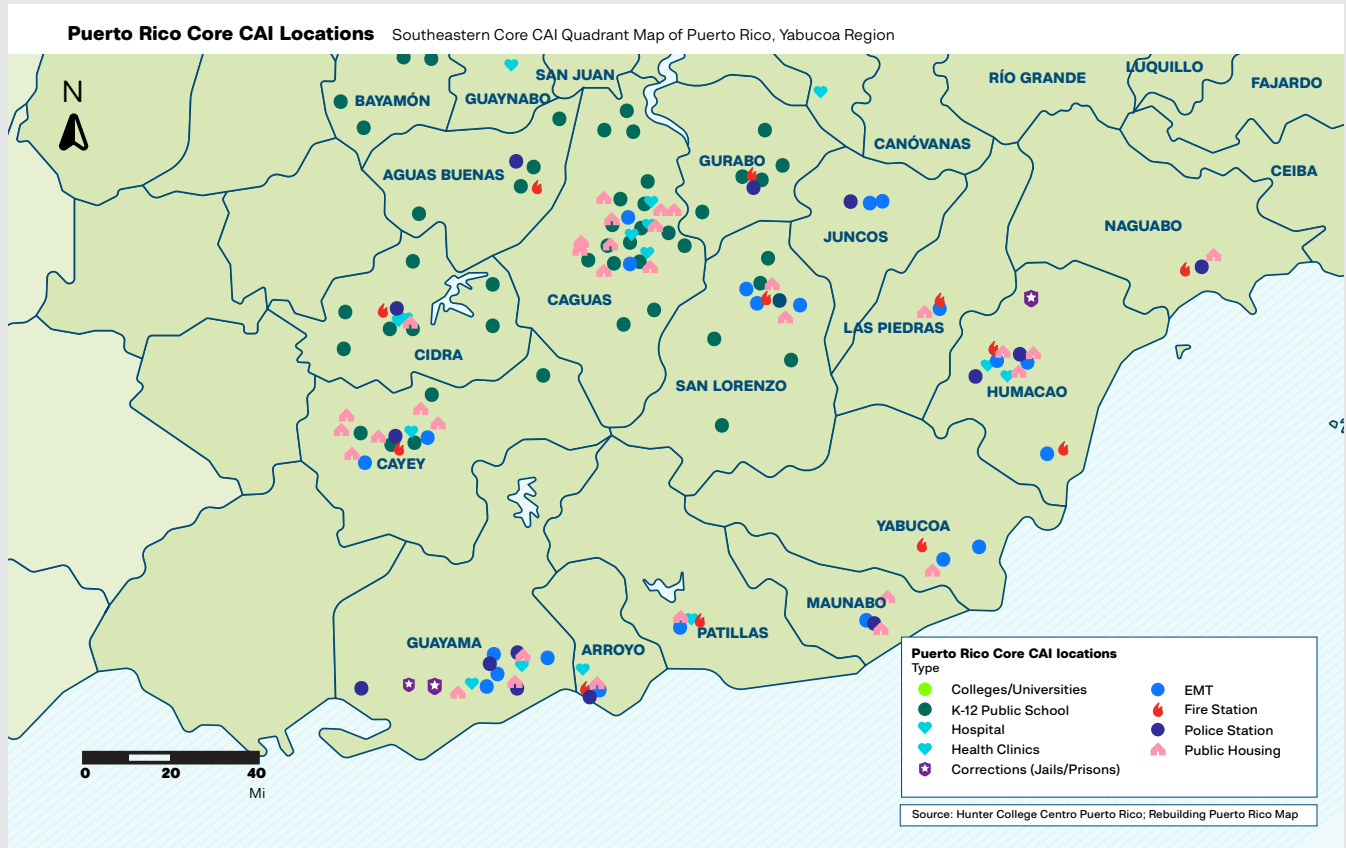 Puerto Rico Core CAI Locations Southeastern Core CAI Quadrant Map of Puerto Rico, Yabucoa Region
N
SAN JUAN
BAYAMÓN
GUAYNABO
RÍO GRANDE
LUQUILLO
FAJARDO
CANÓVANAS
AGUAS BUENAS
GURABO
CEIBA
JUNCOS
NAGUABO
CAGUAS
LAS PIEDRAS
CIDRA
SAN LORENZO
HUMACAO
CAYEY
YABUCOA
MAUNABO
PATILLAS
GUAYAMA
ARROYO
0 20 40
Mi
Puerto Rico Core CAI locations
Type
Colleges/Universities
K-12 Public School
Hospital
Health Clinics
Corrections (Jails/Prisons)
EMT
Fire Station
Police Station
Public Housing
Source: Hunter College Centro Puerto Rico; Rebuilding Puerto Rico Map